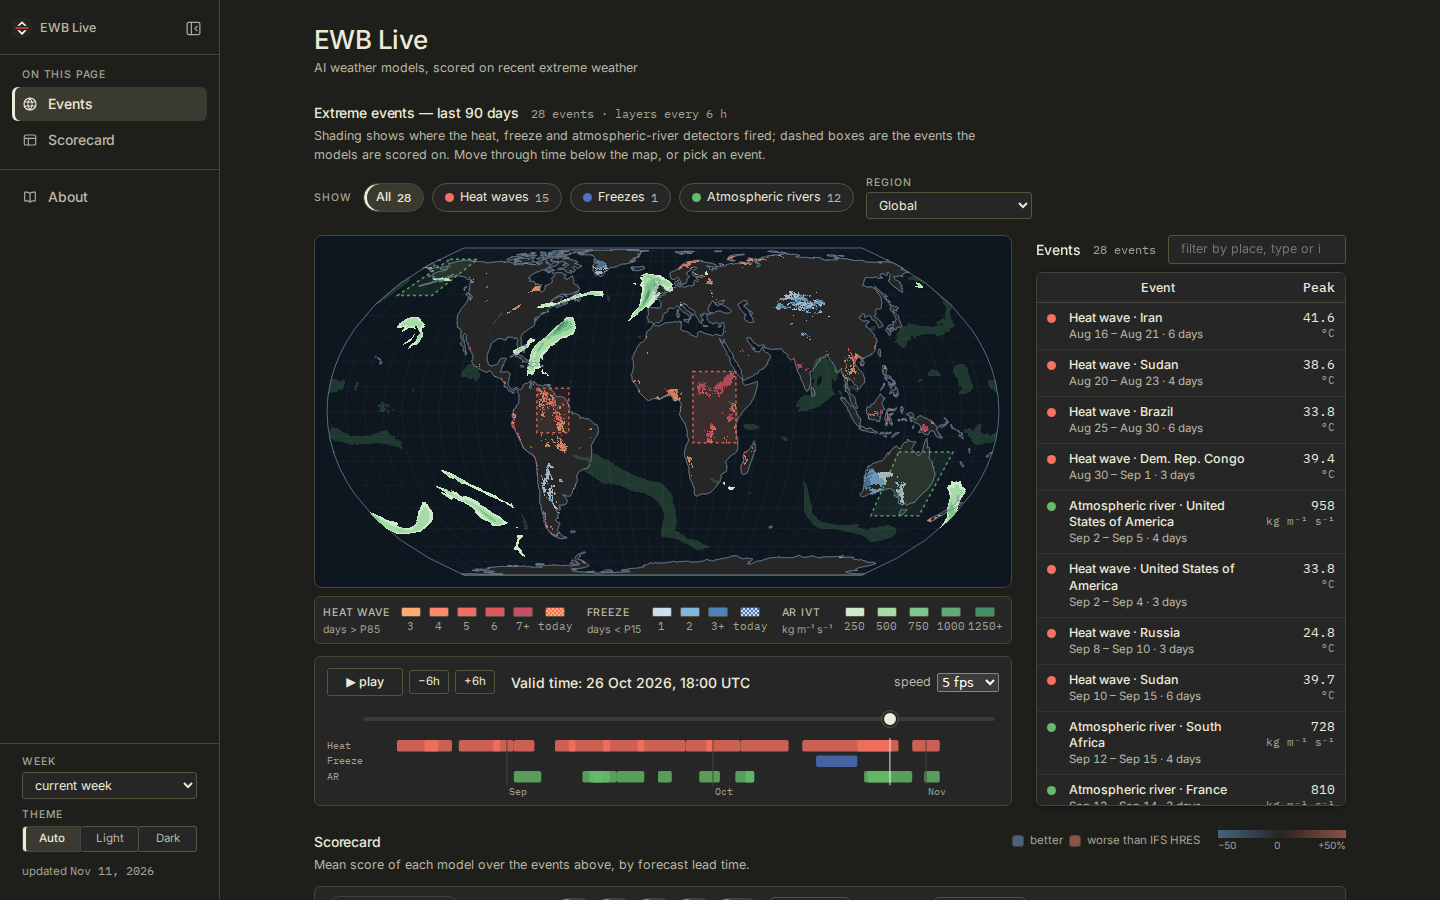 EWB Live
ON THIS PAGE
Events
Scorecard
About
WEEK
current week
THEME
Auto Light Dark
updated Nov 11, 2026
EWB Live
AI weather models, scored on recent extreme weather
Extreme events — last 90 days 28 events · layers every 6 h
Shading shows where the heat, freeze and atmospheric-river detectors fired; dashed boxes are the events the
models are scored on. Move through time below the map, or pick an event.
SHOW All 28 Heat waves 15 Freezes 1 Atmospheric rivers 12
REGION
Global
HEAT WAVE
days > P85
3 4 5 6 7+ today
FREEZE
days < P15
1 2 3+ today
AR IVT
kg m⁻¹ s⁻¹
250 500 750 1000 1250+
▶ play −6h +6h Valid time: 26 Oct 2026, 18:00 UTC speed 5 fps
Heat
Freeze
AR
Sep Oct Nov
Events 28 events filter by place, type or i
Event Peak
Heat wave · Iran 41.6
Aug 16 – Aug 21 · 6 days °C
Heat wave · Sudan 38.6
Aug 20 – Aug 23 · 4 days °C
Heat wave · Brazil 33.8
Aug 25 – Aug 30 · 6 days °C
Heat wave · Dem. Rep. Congo 39.4
Aug 30 – Sep 1 · 3 days °C
Atmospheric river · United 958
States of America kg m⁻¹ s⁻¹
Sep 2 – Sep 5 · 4 days
Heat wave · United States of 33.8
America °C
Sep 2 – Sep 4 · 3 days
Heat wave · Russia 24.8
Sep 8 – Sep 10 · 3 days °C
Heat wave · Sudan 39.7
Sep 10 – Sep 15 · 6 days °C
Atmospheric river · South 728
Africa kg m⁻¹ s⁻¹
Sep 12 – Sep 15 · 4 days
Atmospheric river · France 810
Scorecard
Mean score of each model over the events above, by forecast lead time.
better worse than IFS HRES
−50 0 +50%